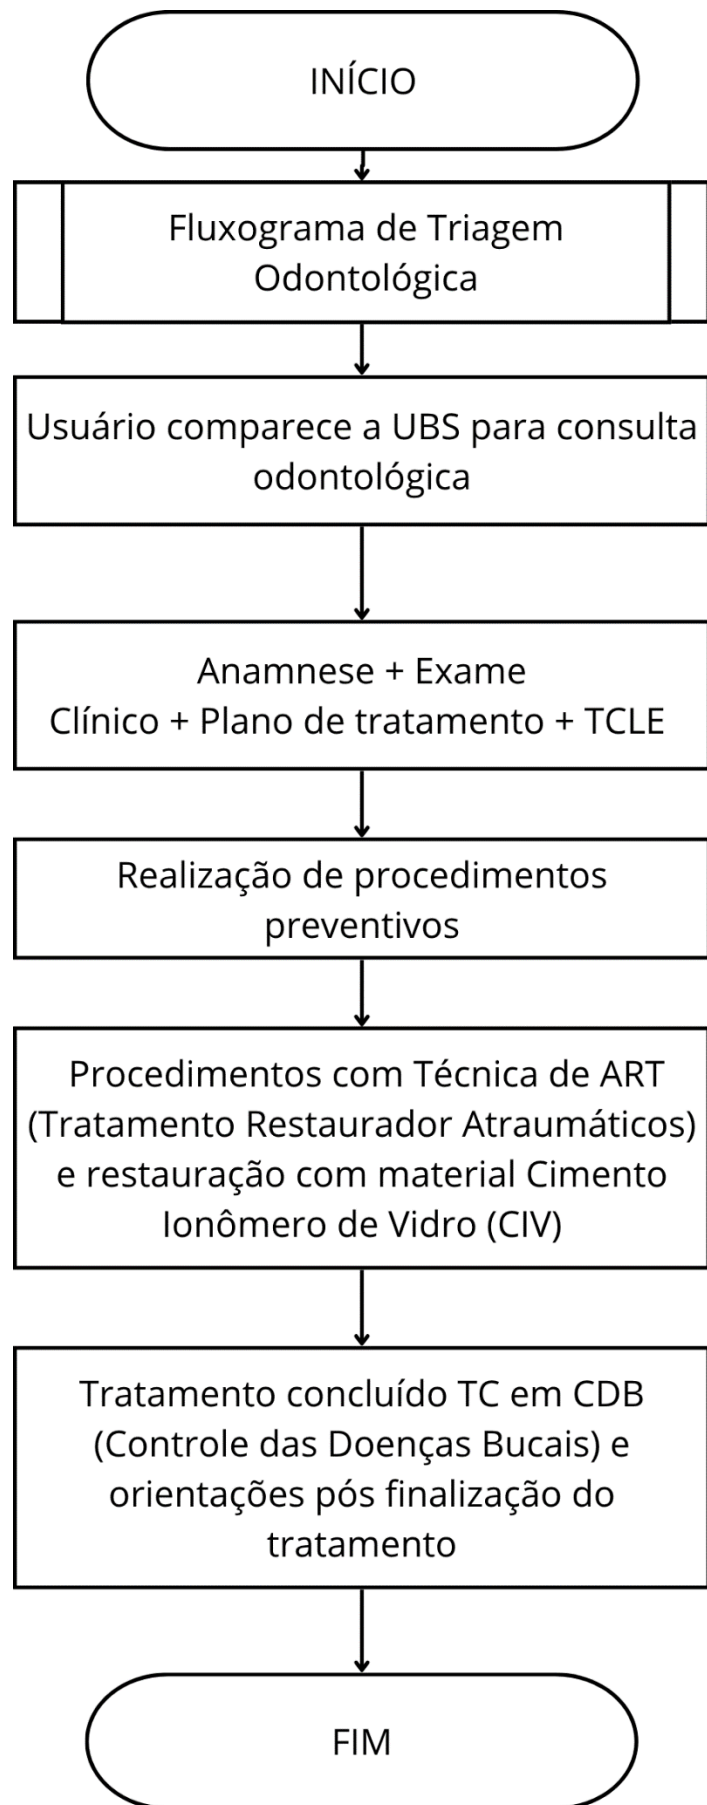 INÍCIO
Fluxograma de Triagem
Odontológica
Usuário comparece a UBS para consulta
odontológica
Anamnese + Exame
Clínico + Plano de tratamento + TCLE
Realização de procedimentos
preventivos
Procedimentos com Técnica de ART
(Tratamento Restaurador Atraumáticos)
e restauração com material Cimento
Ionômero de Vidro (CIV)
Tratamento concluído TC em CDB
(Controle das Doenças Bucais) e
orientações pós finalização do
tratamento
FIM